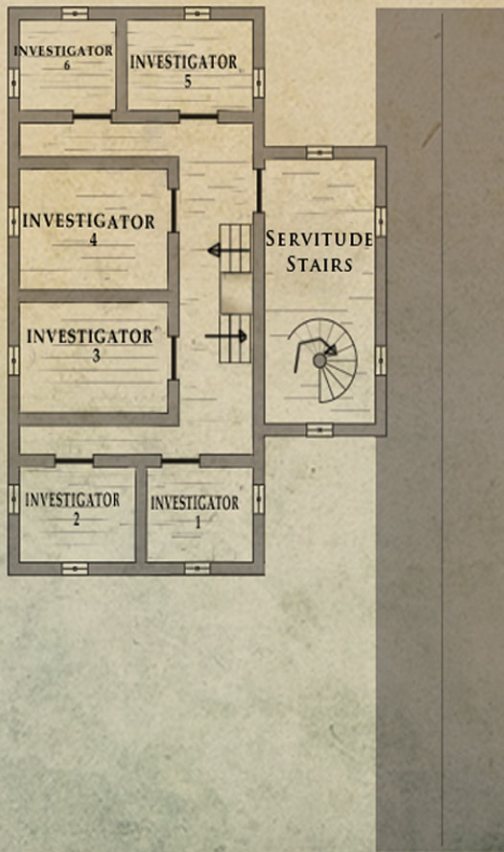 INVESTIGATOR
6
INVESTIGATOR
5
INVESTIGATOR
4
SERVITUDE
STAIRS
INVESTIGATOR
3
INVESTIGATOR
2
INVESTIGATOR
1